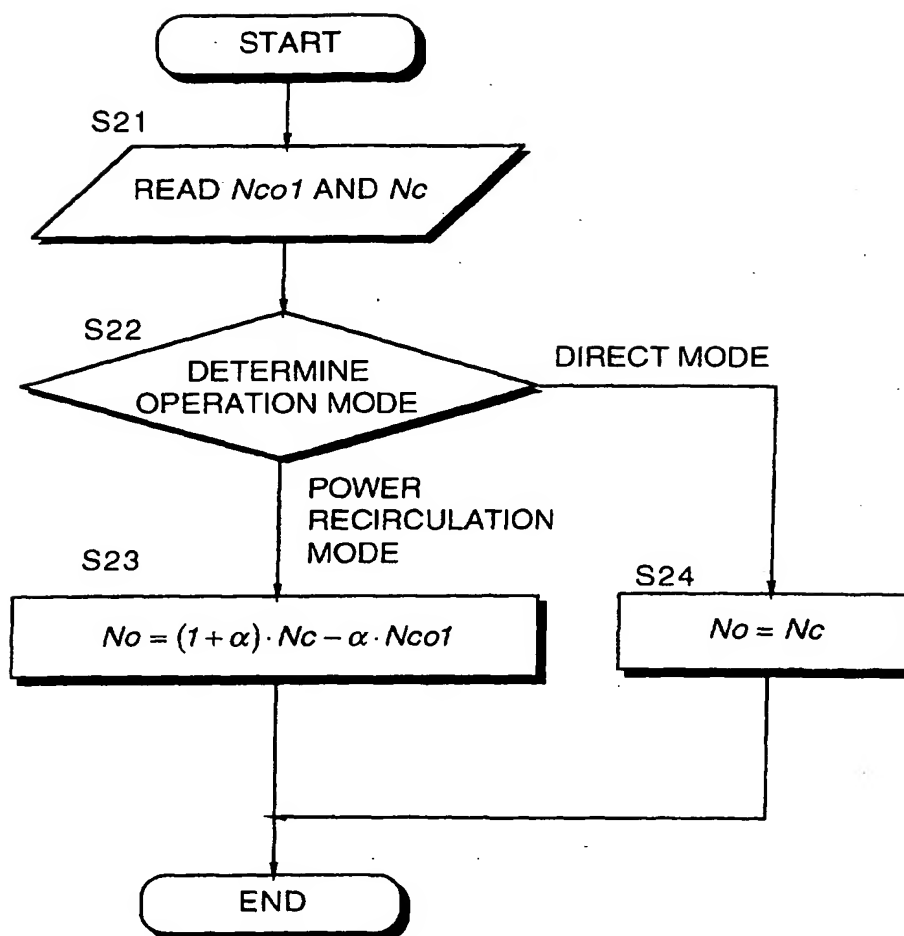 START
S21
READ Nco1 AND Nc
S22
DETERMINE
OPERATION MODE
DIRECT MODE
POWER
RECIRCULATION
MODE
S23
No = (1 + α) · Nc – α · Nco1
S24
No = Nc
END